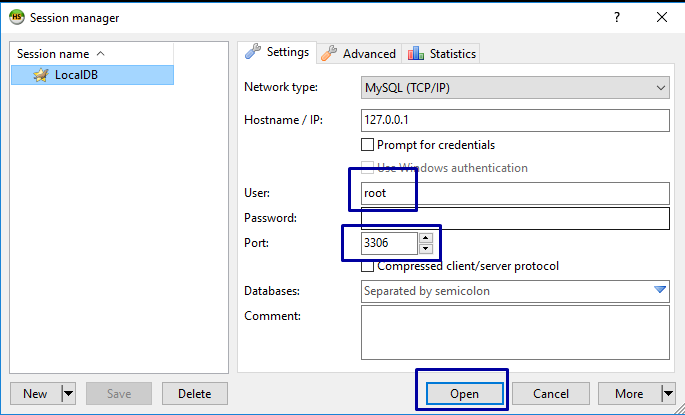 HS Session manager
Session name
LocalDB
Settings Advanced Statistics
Network type: MySQL (TCP/IP)
Hostname / IP: 127.0.0.1
Prompt for credentials
Use Windows authentication
User: root
Password:
Port: 3306
Compressed client/server protocol
Databases: Separated by semicolon
Comment:
New Save Delete Open Cancel More